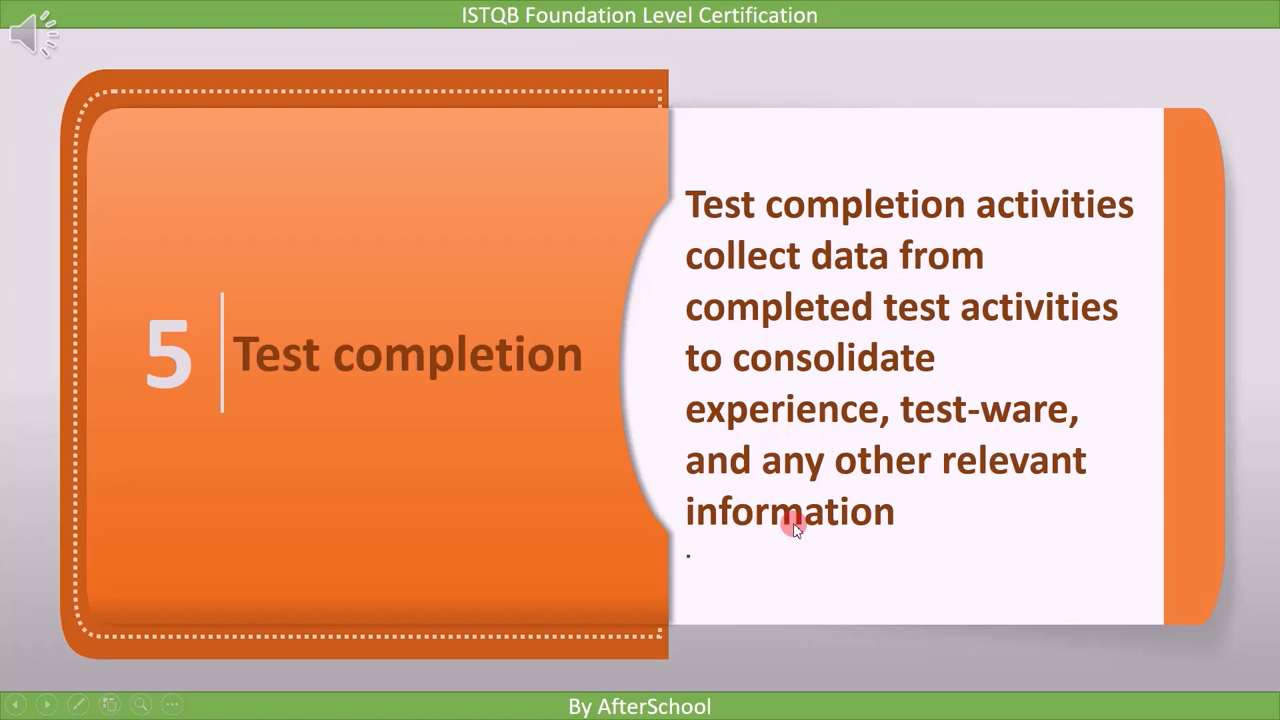 ISTQB Foundation Level Certification
5
Test completion
Test completion activities
collect data from
completed test activities
to consolidate
experience, test-ware,
and any other relevant
information
.
By AfterSchool